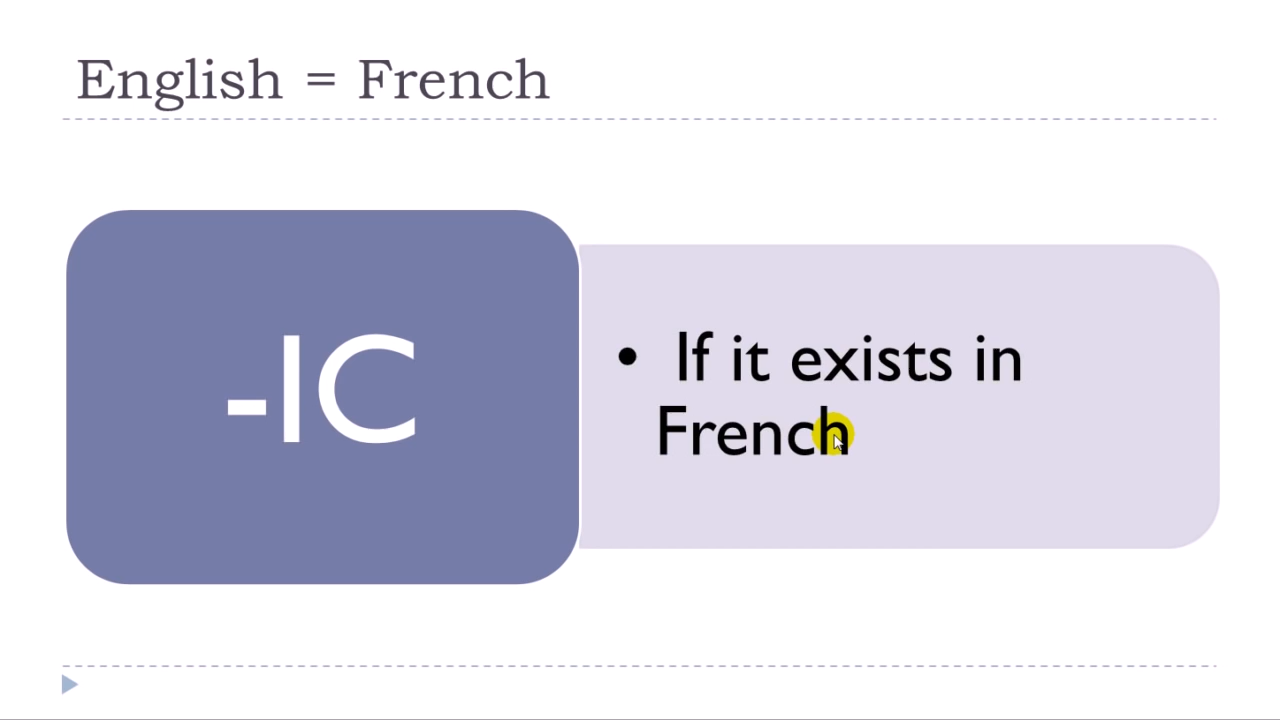 English = French
-IC
• If it exists in
French